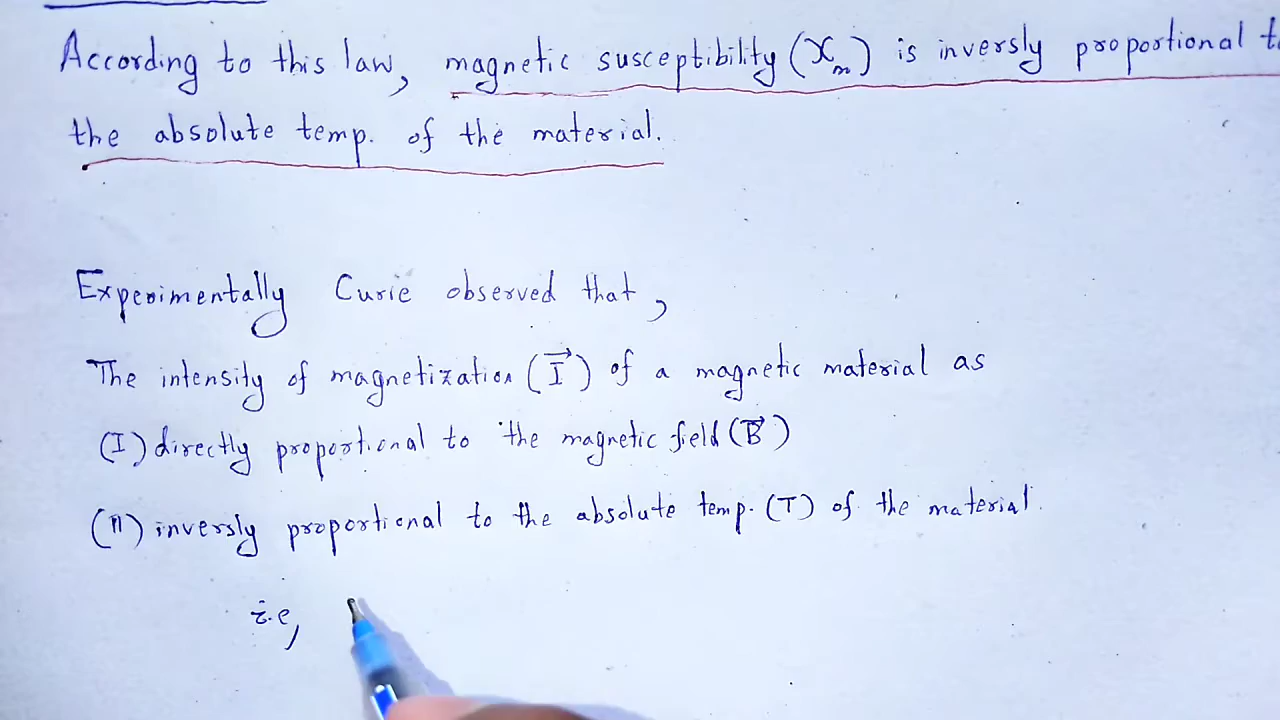 According to this law, magnetic susceptibility (χₘ) is inversly proportional to
the absolute temp. of the material.
Experimentally Curie observed that,
The intensity of magnetization (I⃗) of a magnetic material as
(I) directly proportional to the magnetic field (B⃗)
(II) inversly proportional to the absolute temp. (T) of the material.
i.e,